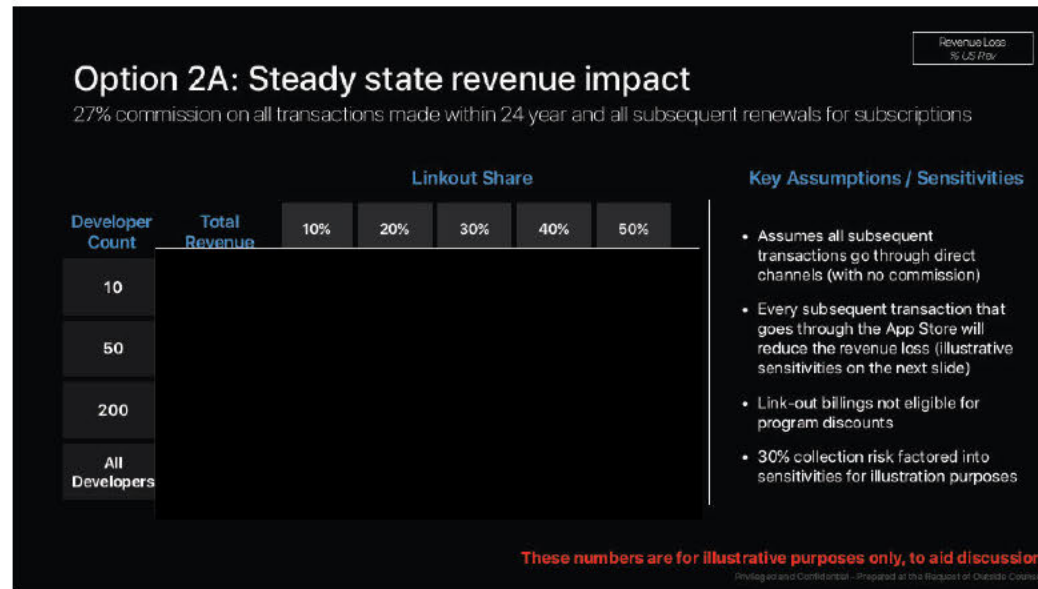 Revenue Loss
% US Rev
Option 2A: Steady state revenue impact
27% commission on all transactions made within 24 year and all subsequent renewals for subscriptions
Linkout Share
Key Assumptions / Sensitivities
Developer
Count
Total
Revenue
10% 20% 30% 40% 50%
10
50
200
All
Developers
• Assumes all subsequent
transactions go through direct
channels (with no commission)
• Every subsequent transaction that
goes through the App Store will
reduce the revenue loss (illustrative
sensitivities on the next slide)
• Link-out billings not eligible for
program discounts
• 30% collection risk factored into
sensitivities for illustration purposes
These numbers are for illustrative purposes only, to aid discussion
Privileged and Confidential – Prepared at the Request of Outside Counse